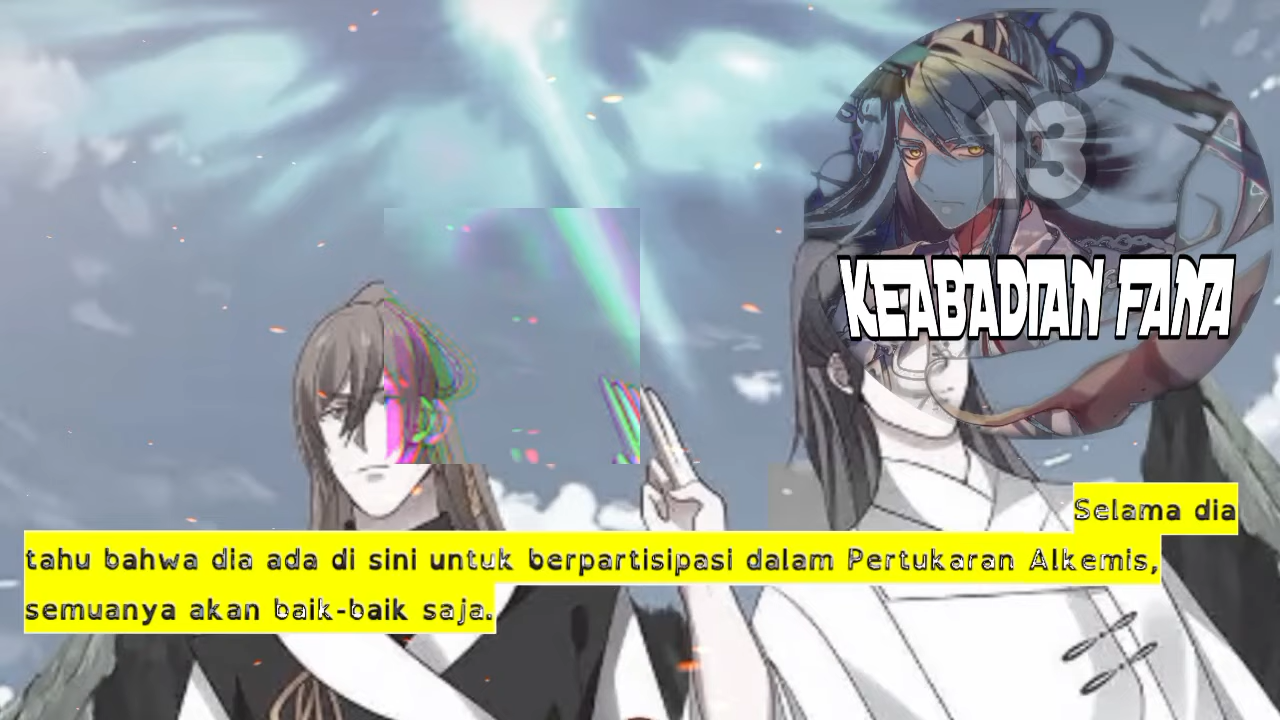 13
KEABADIAN FANA
Selama dia
tahu bahwa dia ada di sini untuk berpartisipasi dalam Pertukaran Alkemis,
semuanya akan baik-baik saja.